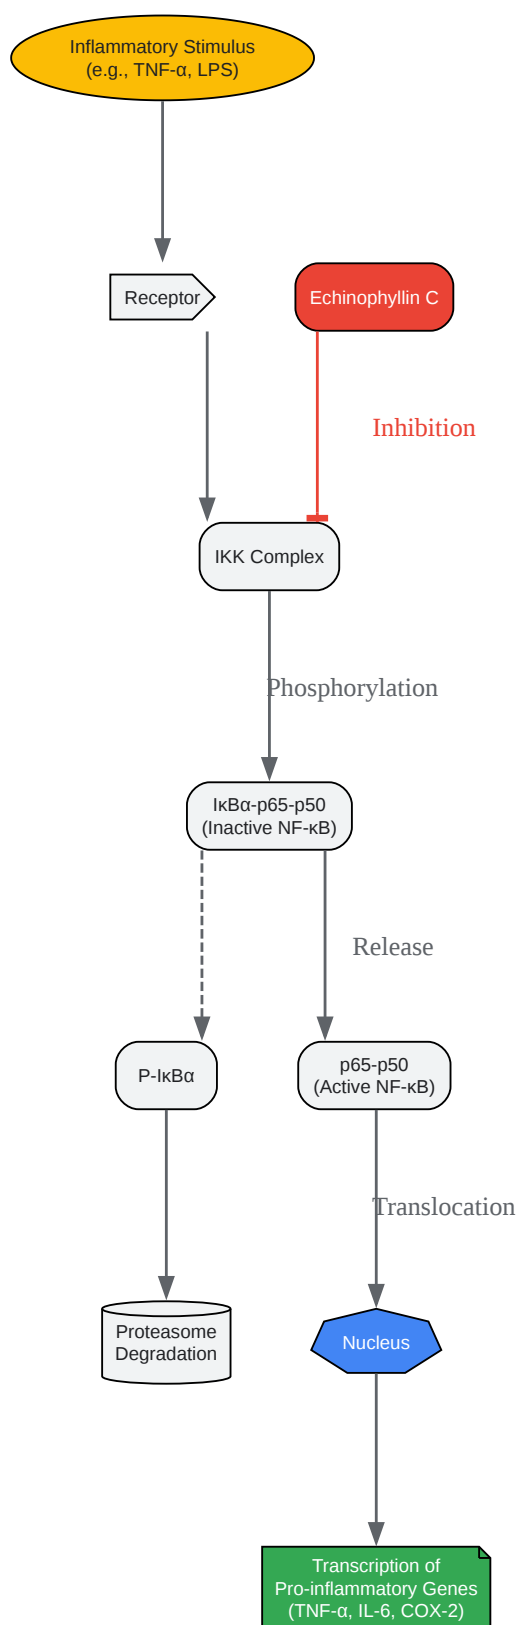 Inflammatory Stimulus
(e.g., TNF-α, LPS)
Receptor
Echinophyllin C
Inhibition
IKK Complex
Phosphorylation
IκBα-p65-p50
(Inactive NF-κB)
Release
P-IκBα
p65-p50
(Active NF-κB)
Translocation
Proteasome
Degradation
Nucleus
Transcription of
Pro-inflammatory Genes
(TNF-α, IL-6, COX-2)